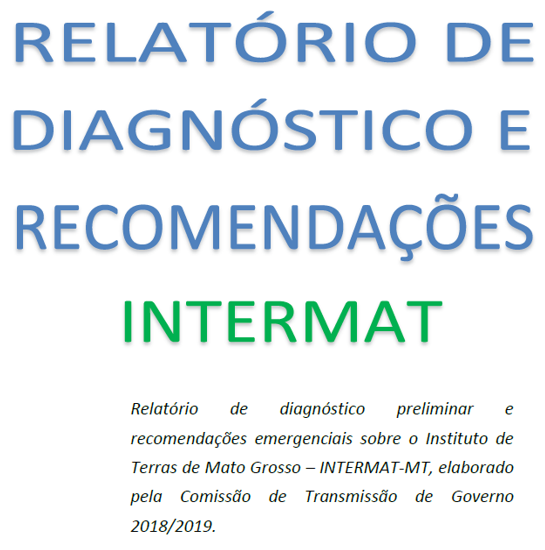 RELATÓRIO DE
DIAGNÓSTICO E
RECOMENDAÇÕES
INTERMAT
Relatório de diagnóstico preliminar e
recomendações emergenciais sobre o Instituto de
Terras de Mato Grosso – INTERMAT-MT, elaborado
pela Comissão de Transmissão de Governo
2018/2019.